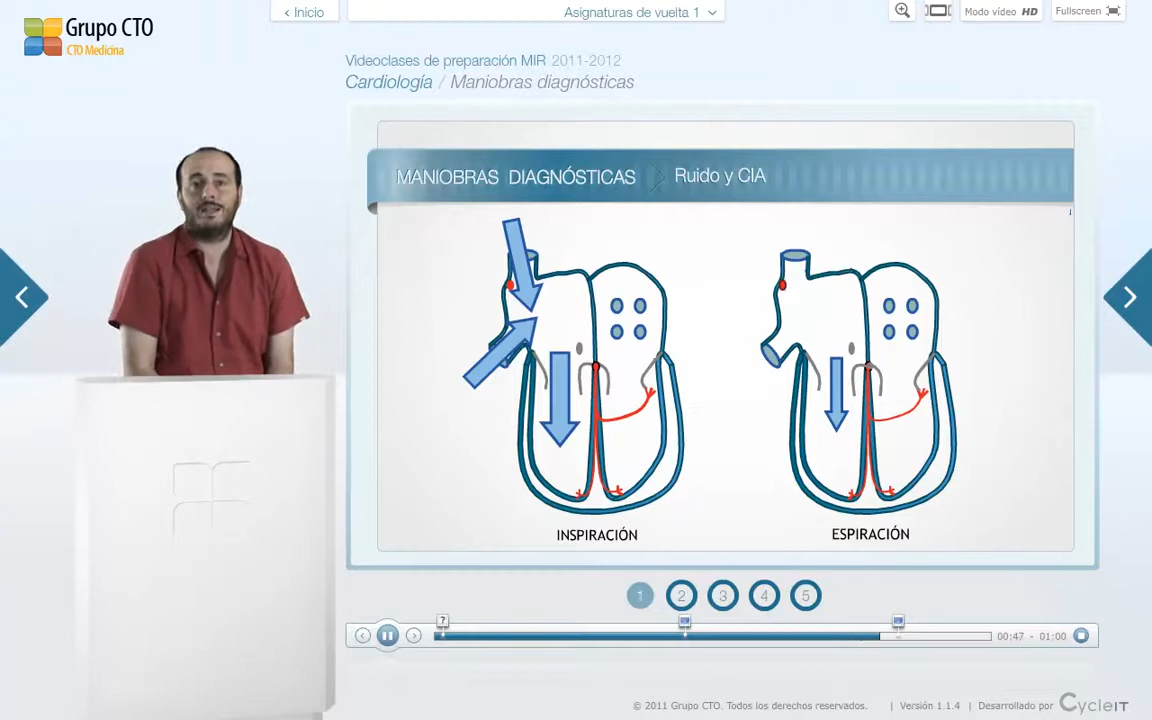 Grupo CTO
CTO Medicina
‹ Inicio
Asignaturas de vuelta 1
Modo vídeo HD
Fullscreen
Videoclases de preparación MIR 2011-2012
Cardiología / Maniobras diagnósticas
MANIOBRAS DIAGNÓSTICAS
Ruido y CIA
INSPIRACIÓN
ESPIRACIÓN
1
2
3
4
5
?
00:47 - 01:00
© 2011 Grupo CTO. Todos los derechos reservados. | Versión 1.1.4 | Desarrollado por CycleIT